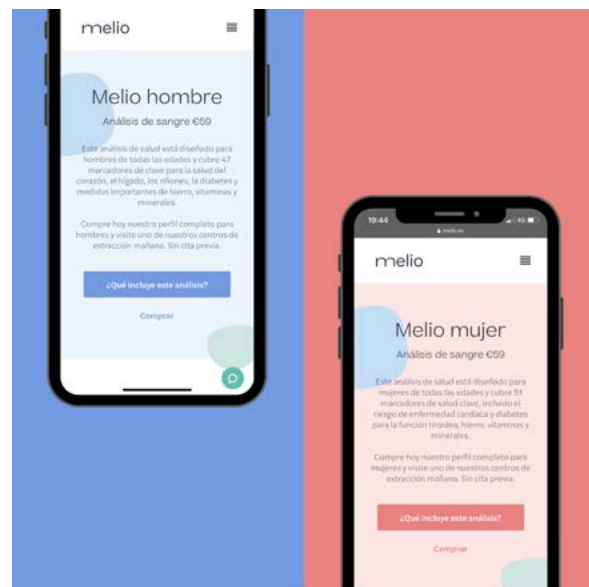 melio
Melio hombre
Análisis de sangre €59
Este análisis de salud está diseñado para
hombres de todas las edades y cubre 47
marcadores de clave para la salud del
corazón, el hígado, los riñones, la diabetes y
medidas importantes de hierro, vitaminas y
minerales.
Compre hoy nuestro perfil completo para
hombres y visite uno de nuestros centros de
extracción mañana. Sin cita previa.
¿Qué incluye este análisis?
Comprar
19:44
4G
melio.es
melio
Melio mujer
Análisis de sangre €59
Este análisis de salud está diseñado para
mujeres de todas las edades y cubre 51
marcadores de salud clave, incluido el
riesgo de enfermedad cardíaca y diabetes
para la función tiroidea, hierro, vitaminas y
minerales.
Compre hoy nuestro perfil completo para
mujeres y visite uno de nuestros centros de
extracción mañana. Sin cita previa.
¿Qué incluye este análisis?
Comprar